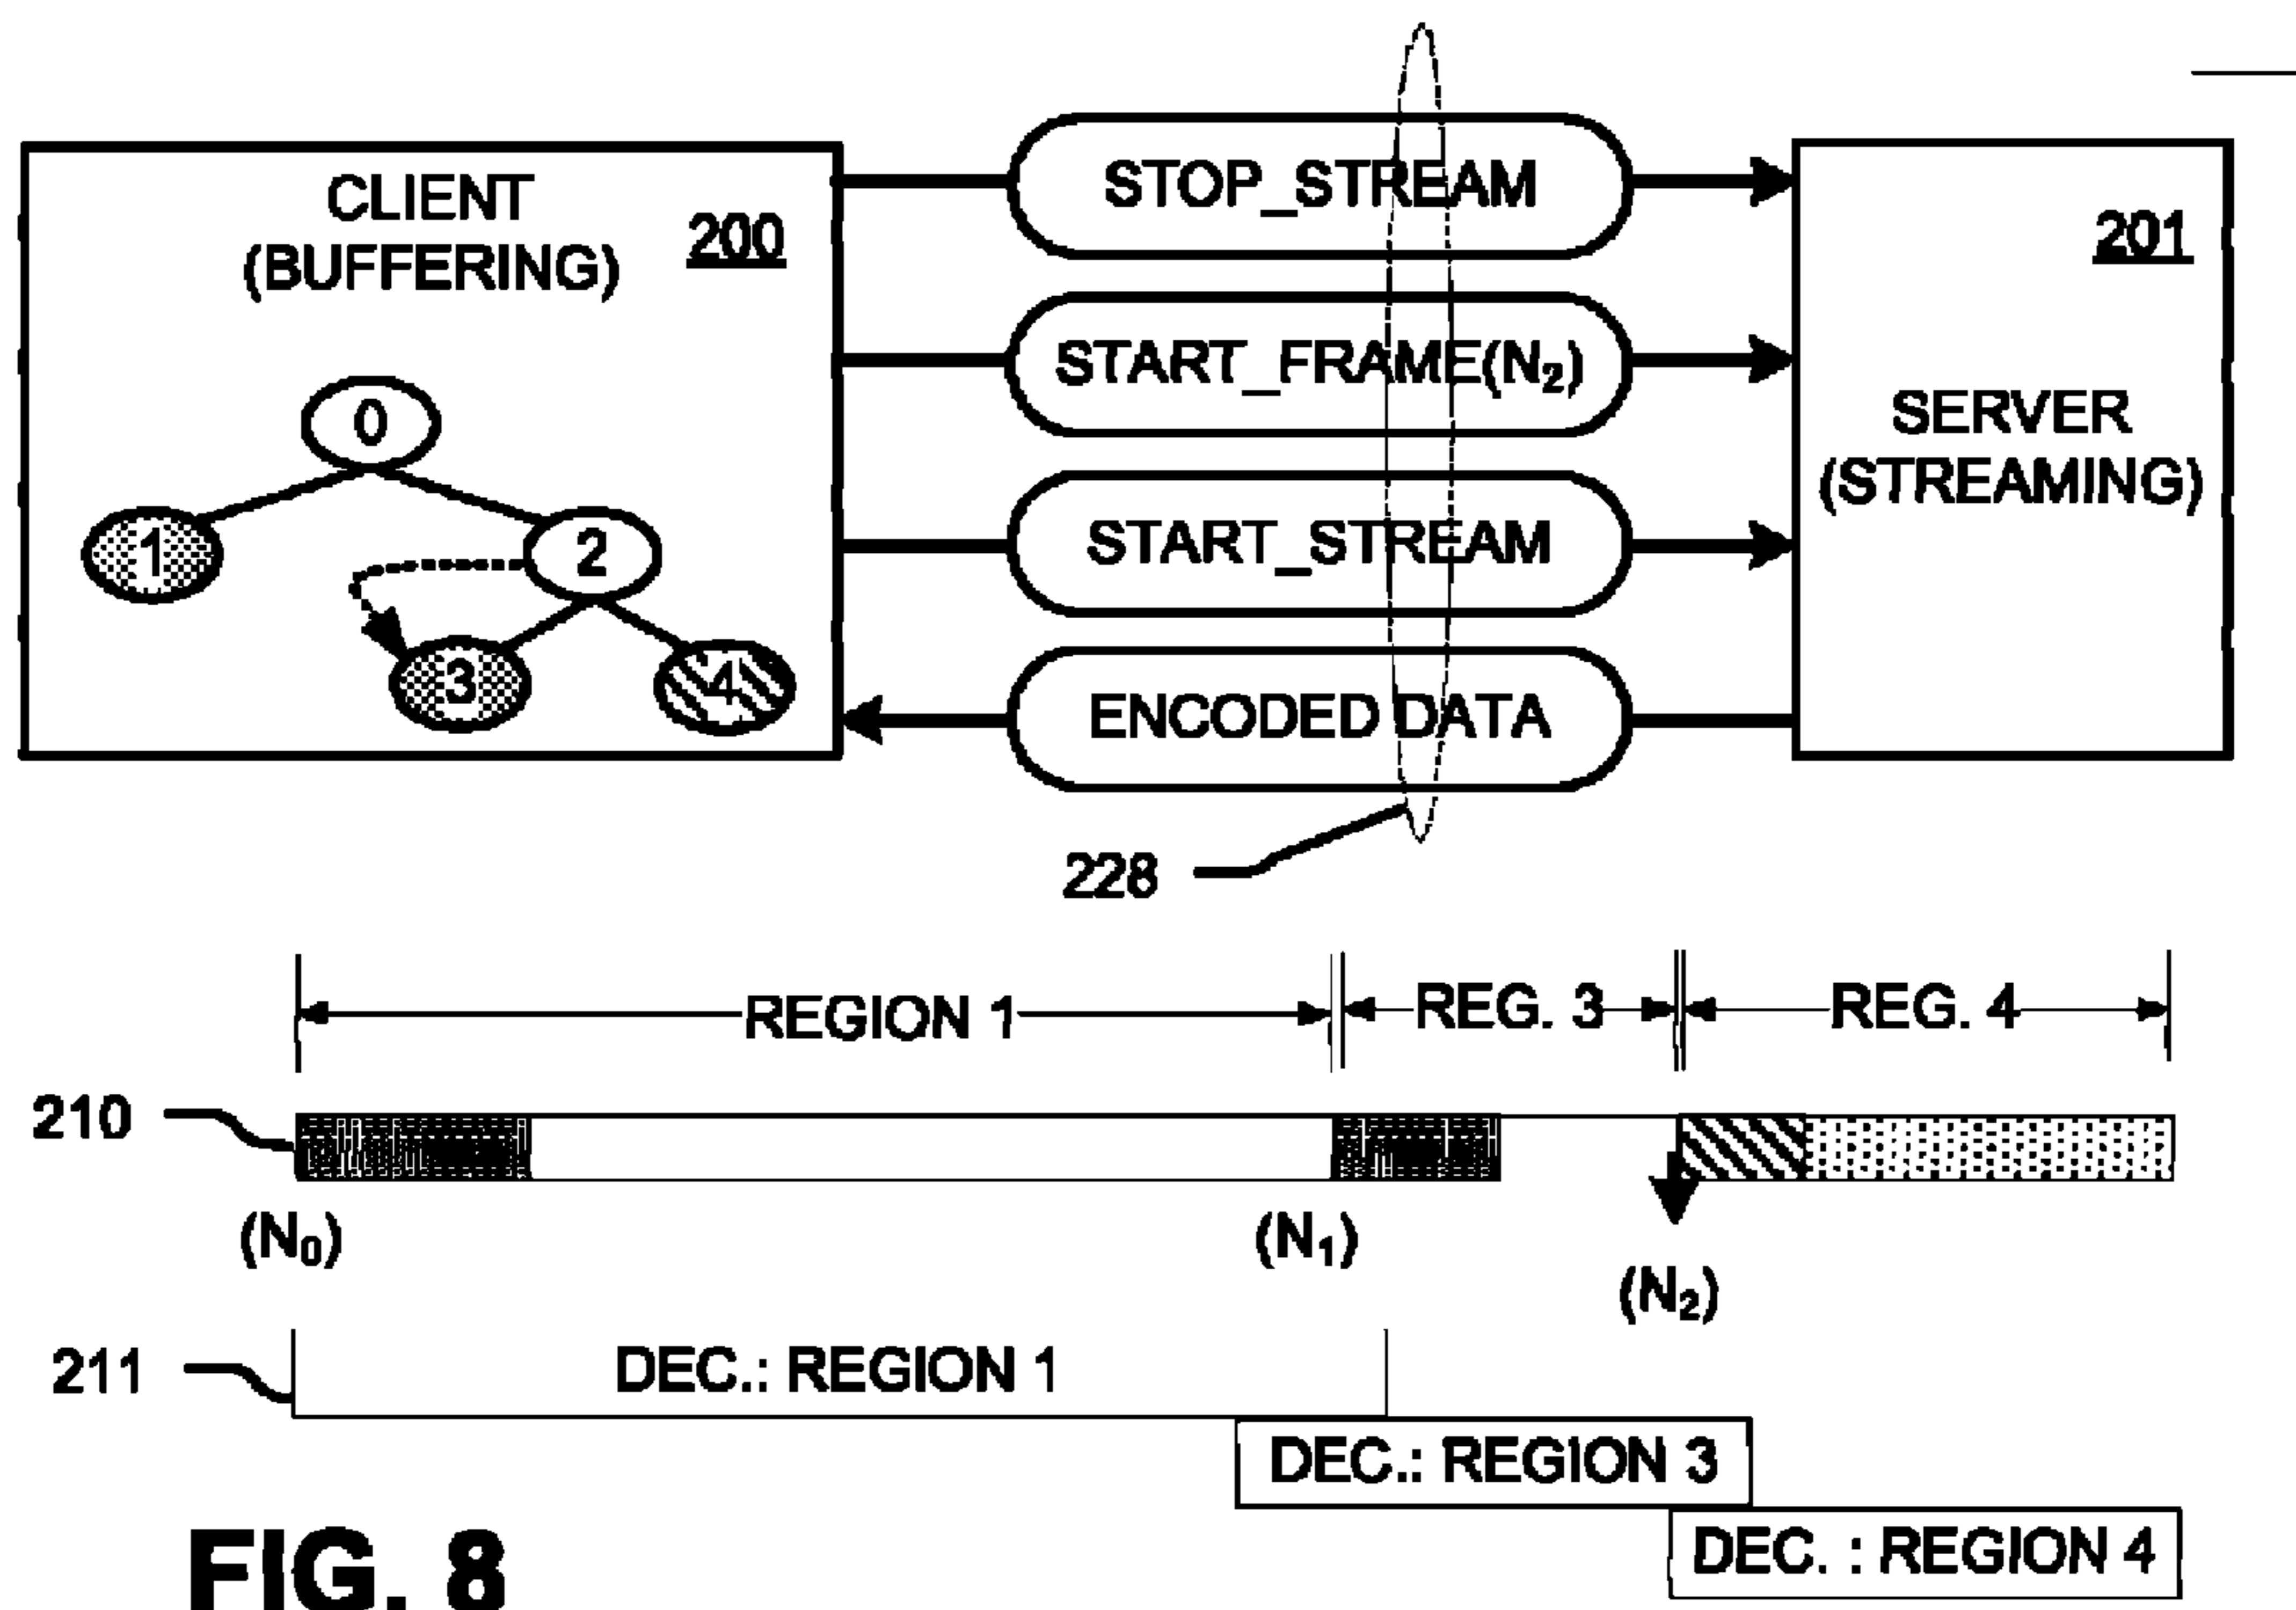 CLIENT
(BUFFERING)
200
0
1
2
3
4
STOP_STREAM
START_FRAME(N₂)
START_STREAM
ENCODED DATA
201
SERVER
(STREAMING)
228
REGION 1
REG. 3
REG. 4
210
(N₀)
(N₁)
(N₂)
211
DEC.: REGION 1
DEC.: REGION 3
DEC. : REGION 4
FIG. 8